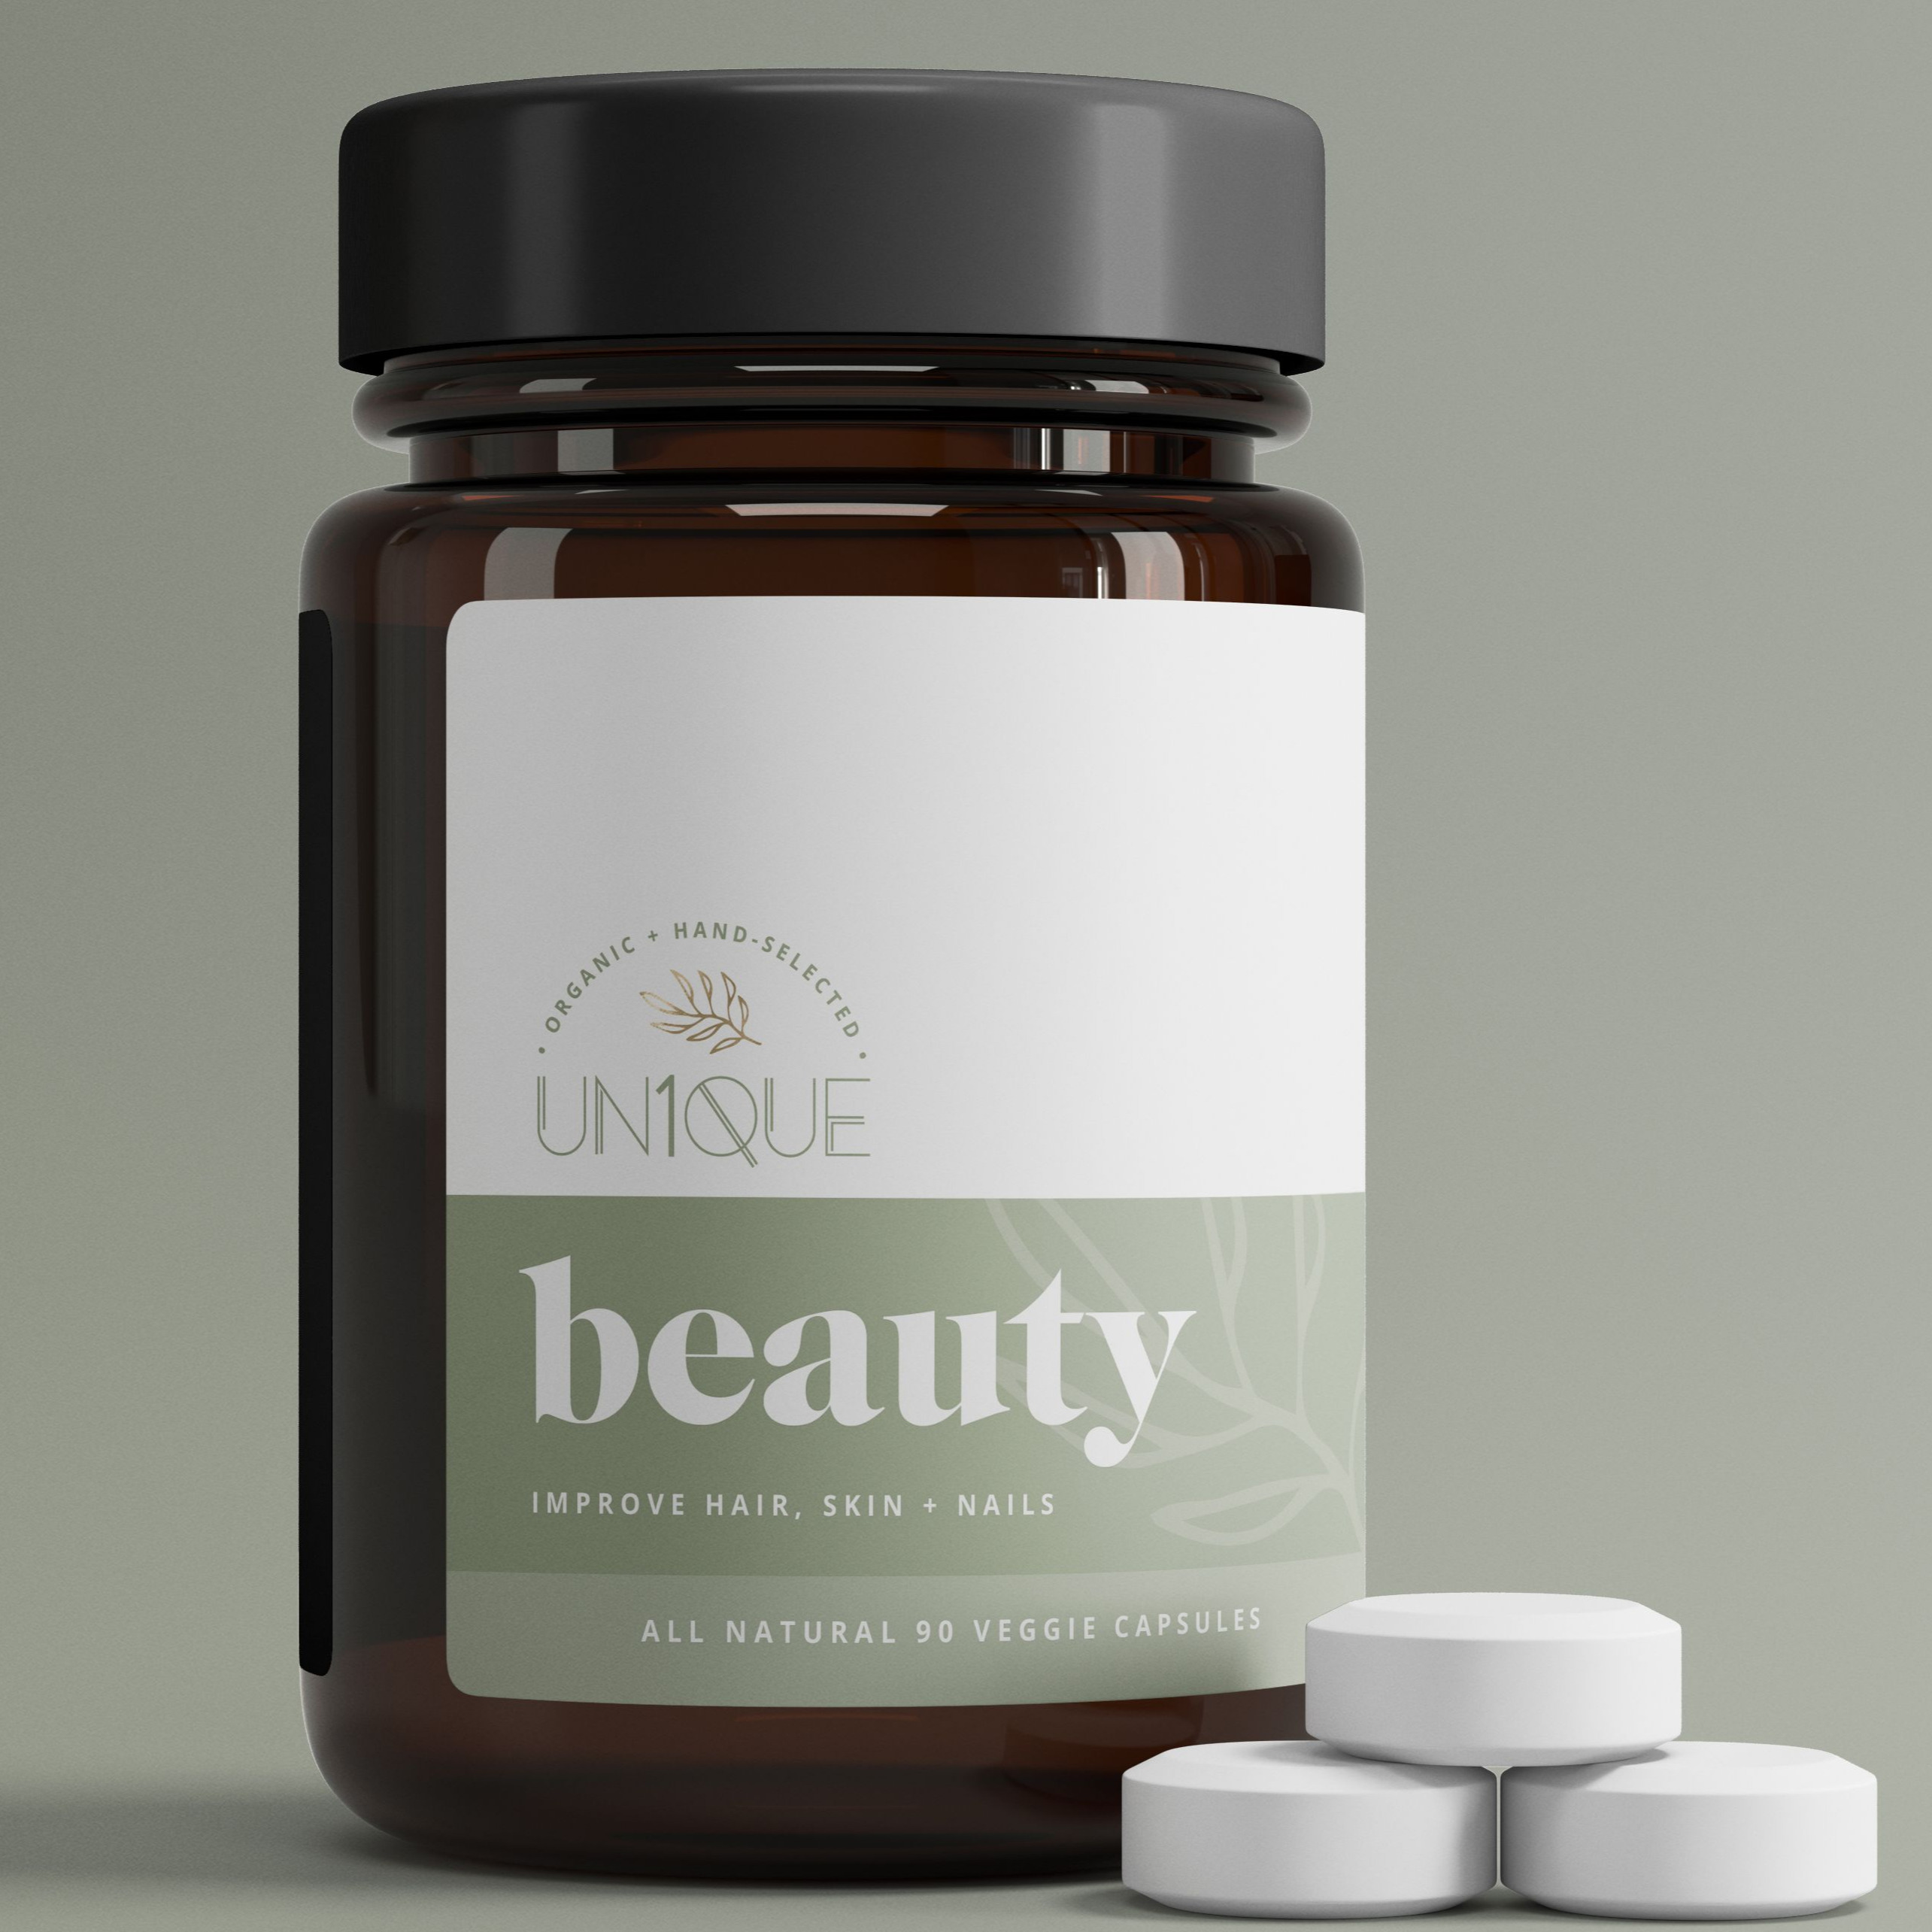 • ORGANIC + HAND-SELECTED •
UN1QUE
beauty
IMPROVE HAIR, SKIN + NAILS
ALL NATURAL 90 VEGGIE CAPSULES